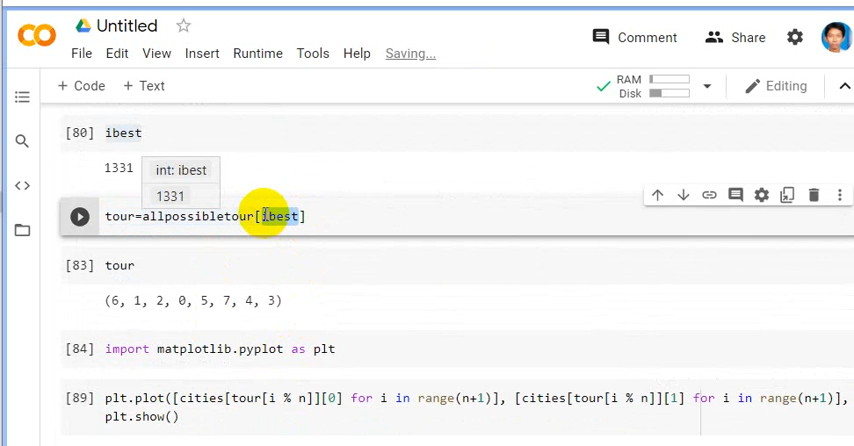 Untitled
File Edit View Insert Runtime Tools Help Saving...
Comment Share
+ Code + Text
RAM
Disk
Editing
[80] ibest
1331
int: ibest
1331
tour=allpossibletour[ibest]
[83] tour
(6, 1, 2, 0, 5, 7, 4, 3)
[84] import matplotlib.pyplot as plt
[89] plt.plot([cities[tour[i % n]][0] for i in range(n+1)], [cities[tour[i % n]][1] for i in range(n+1)],
plt.show()